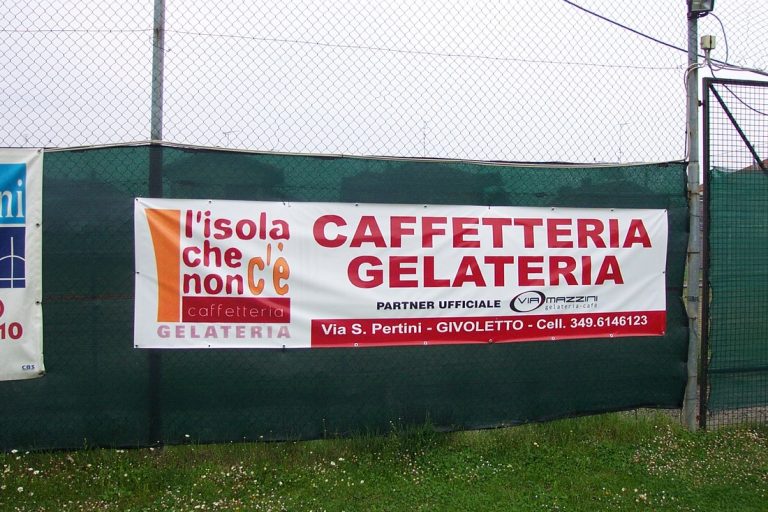 ni
10
CBS
l'isola
che
non c'è
caffetteria
GELATERIA
CAFFETTERIA
GELATERIA
PARTNER UFFICIALE VIA MAZZINI
gelateria-cafè
Via S. Pertini - GIVOLETTO - Cell. 349.6146123